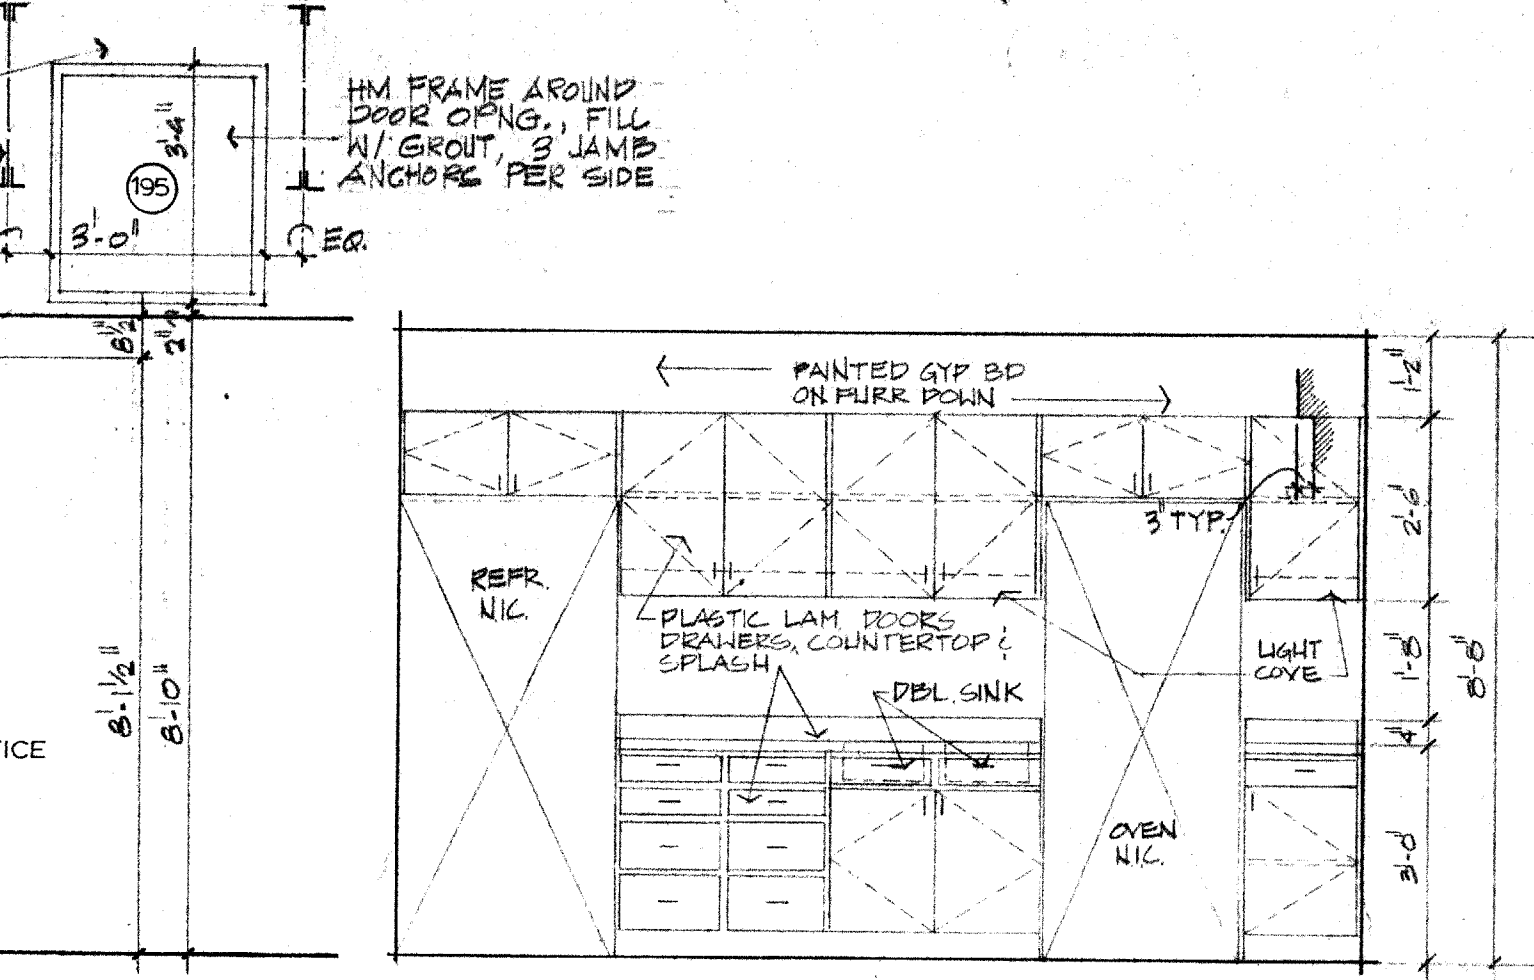 HM FRAME AROUND
DOOR OPNG., FILL
W/ GROUT, 3 JAMB
ANCHORS PER SIDE
3'-4"
195
3'-0"
EQ.
8½"
2"
8'-1½"
8'-10"
PAINTED GYP BD
ON FURR DOWN
3" TYP.
REFR.
N.I.C.
PLASTIC LAM. DOORS
DRAWERS, COUNTERTOP &
SPLASH
DBL. SINK
LIGHT
COVE
OVEN
N.I.C.
1'-2"
2'-6"
1'-8"
4"
3'-0"
8'-8"